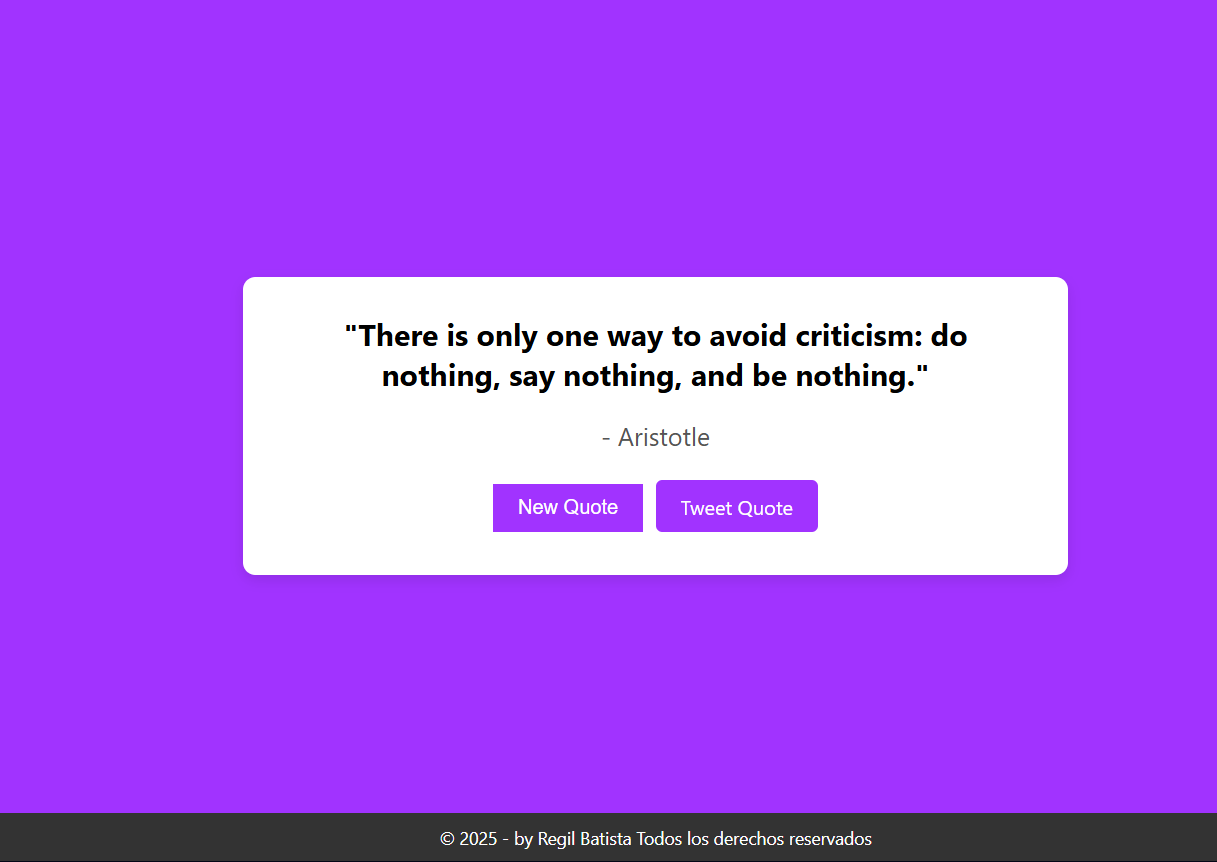 "There is only one way to avoid criticism: do
nothing, say nothing, and be nothing."
- Aristotle
New Quote
Tweet Quote
© 2025 - by Regil Batista Todos los derechos reservados